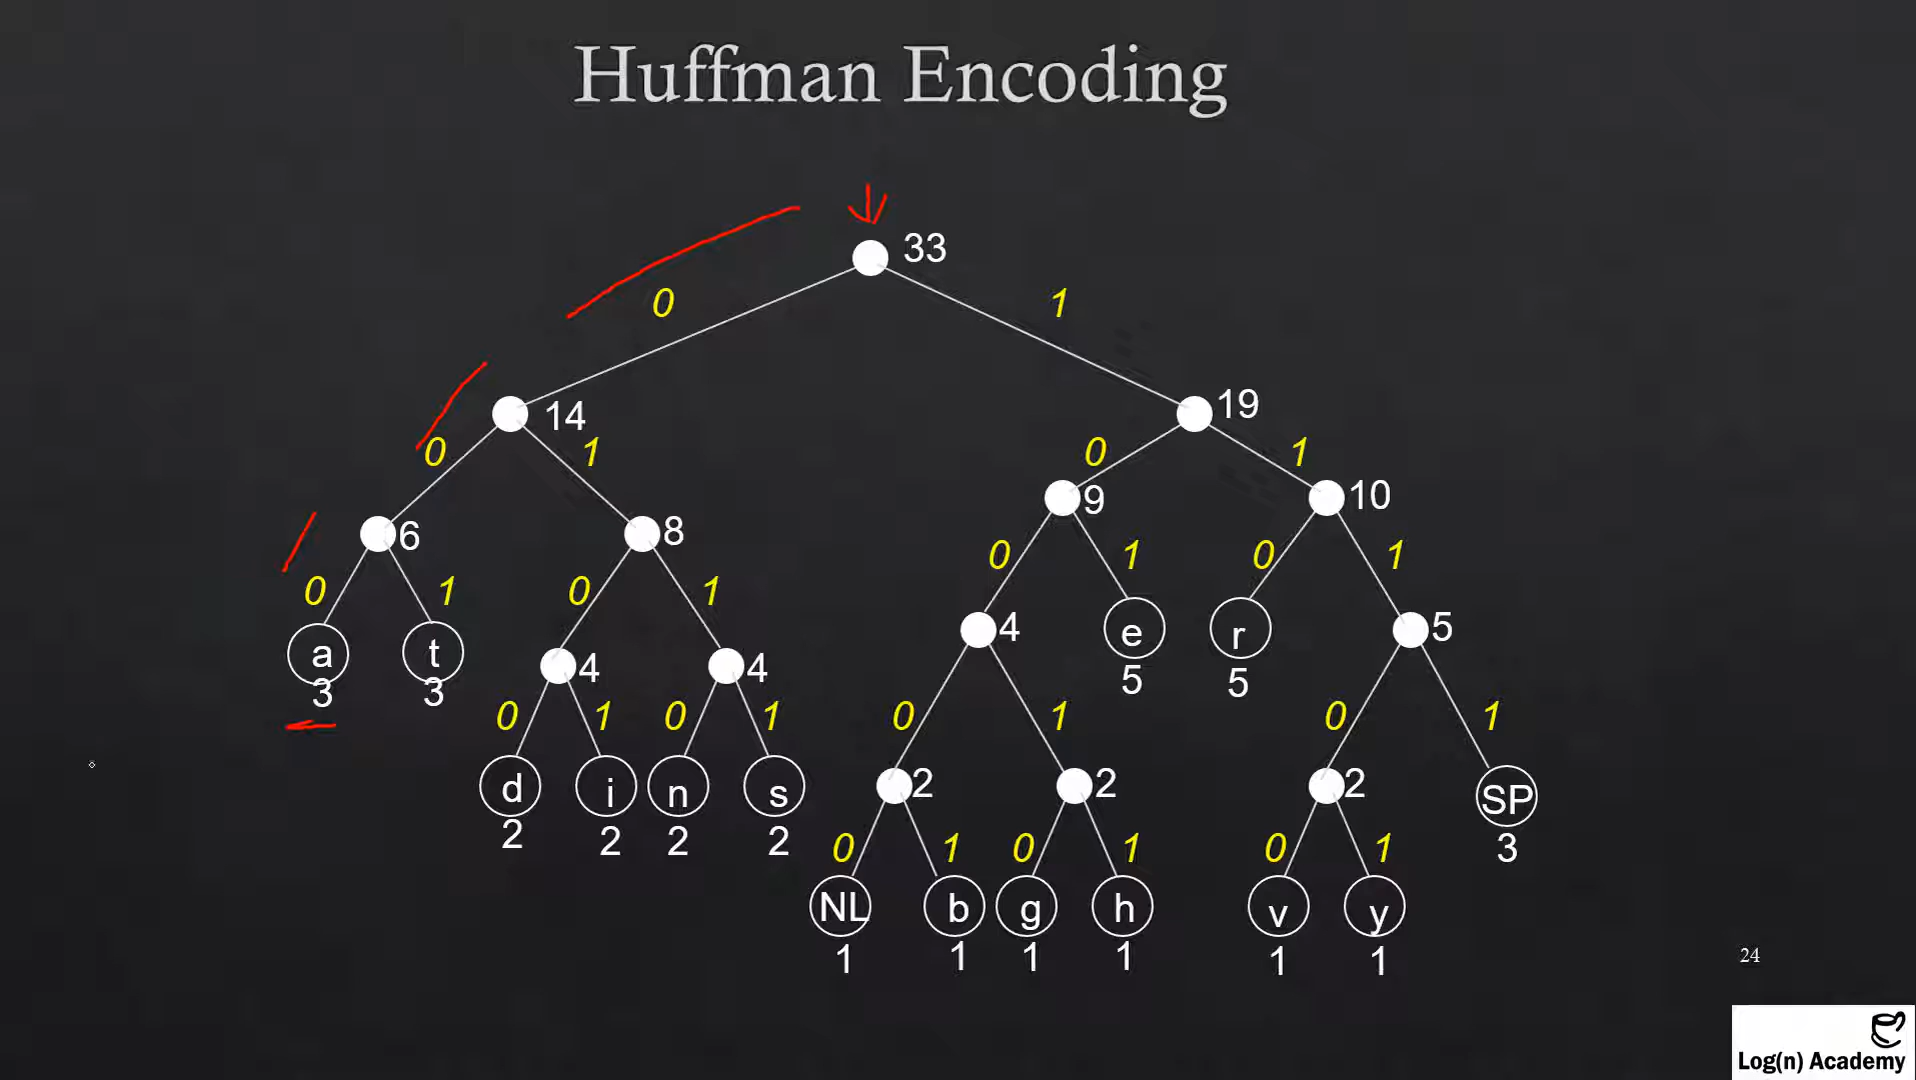 Huffman Encoding
33
0 1
14 19
0 1 0 1
6 8 9 10
0 1 0 1 0 1 0 1
a t 4 4 4 e r 5
3 3 5 5
0 1 0 1 0 1 0 1
d i n s 2 2 2 SP
2 2 2 2 3
0 1 0 1 0 1
NL b g h v y
1 1 1 1 1 1
24
Log(n) Academy